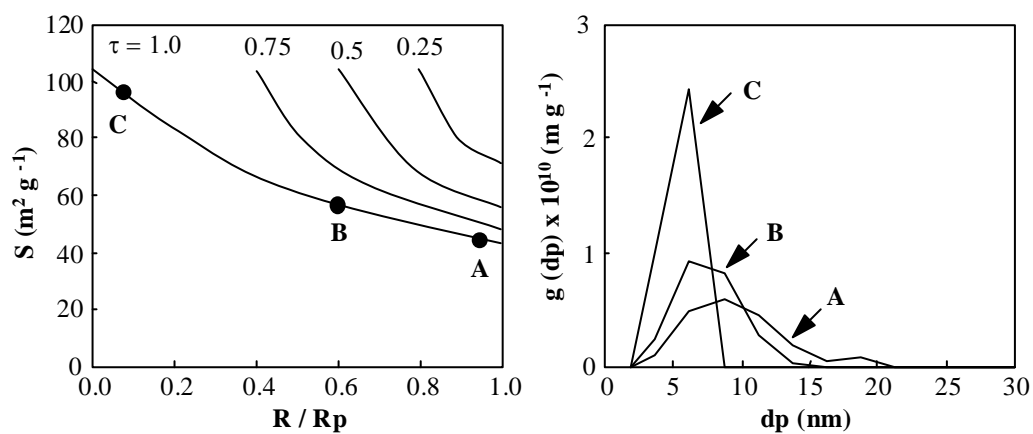 120
100
80
60
40
20
0
S (m² g ⁻¹)
τ = 1.0
0.75
0.5
0.25
C
B
A
0.0
0.2
0.4
0.6
0.8
1.0
R / Rp
3
2
1
0
g (dp) x 10¹⁰ (m g ⁻¹)
C
B
A
0
5
10
15
20
25
30
dp (nm)